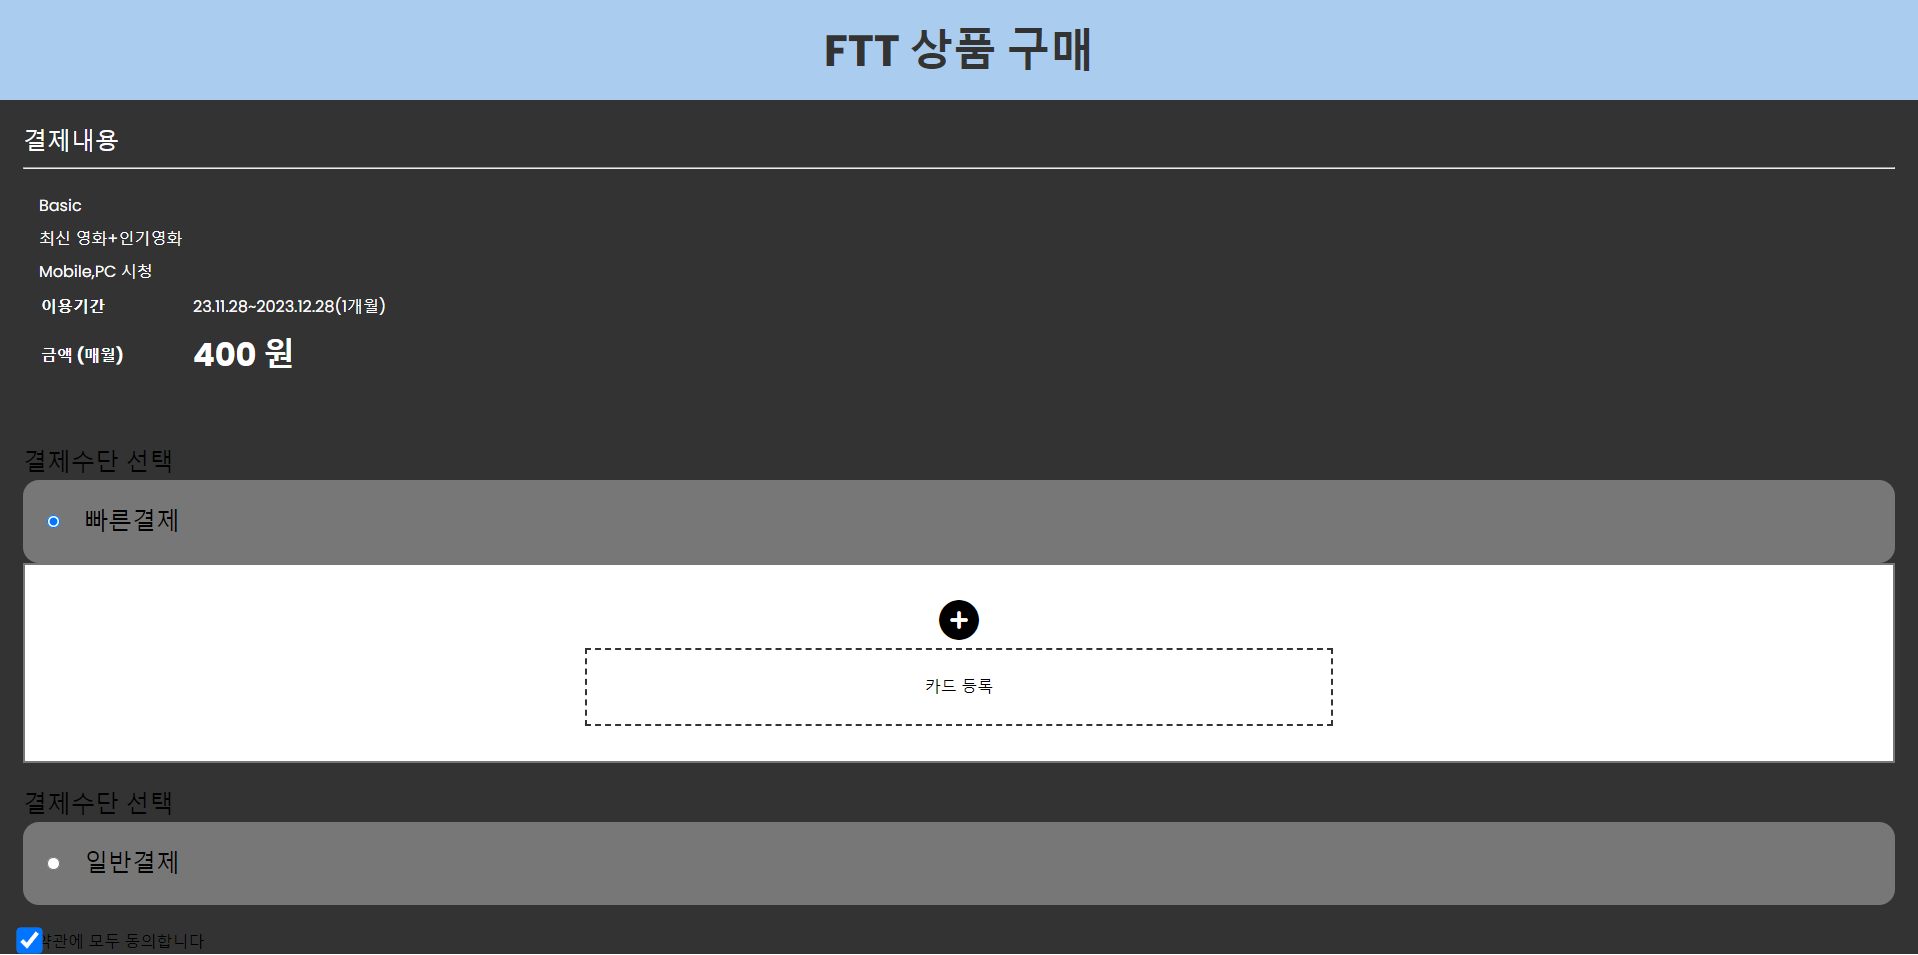 FTT 상품 구매
결제내용
Basic
최신 영화+인기영화
Mobile,PC 시청
이용기간 23.11.28~2023.12.28(1개월)
금액 (매월) 400 원
결제수단 선택
빠른결제
카드 등록
결제수단 선택
일반결제
약관에 모두 동의합니다